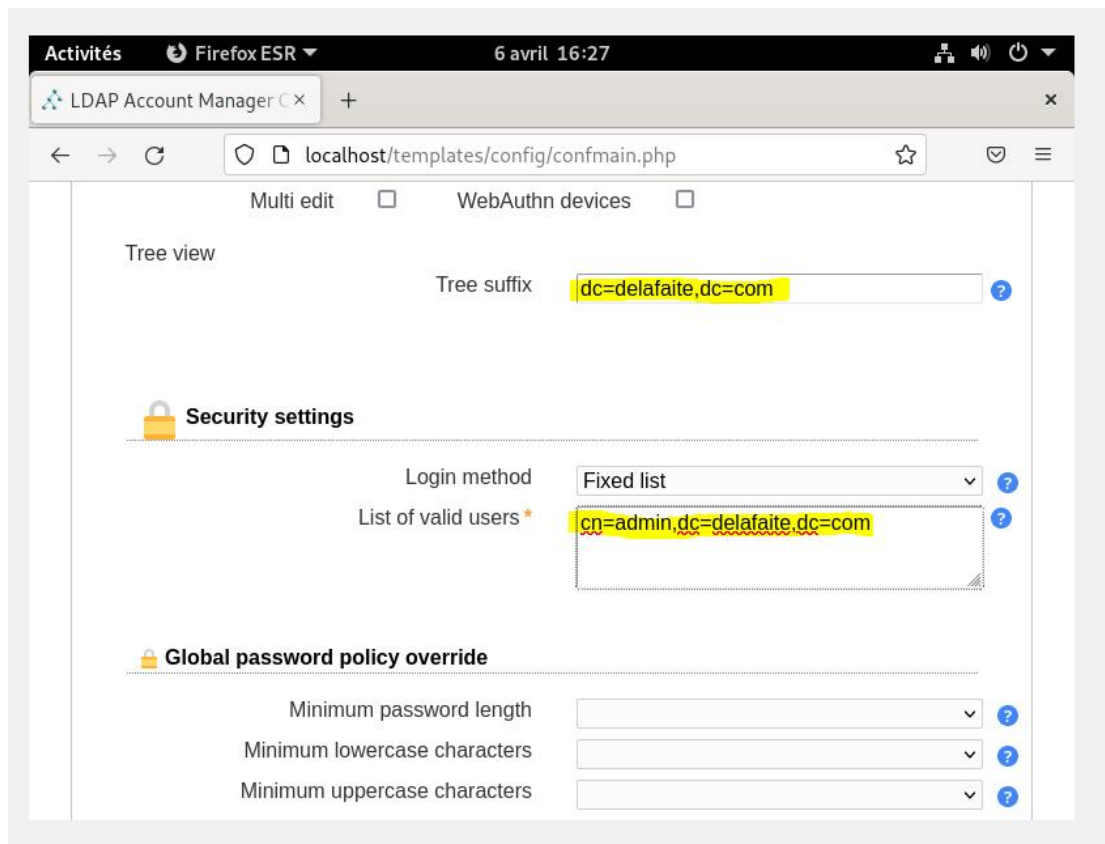 Activités Firefox ESR 6 avril 16:27
LDAP Account Manager C × + ×
localhost/templates/config/confmain.php
Multi edit WebAuthn devices
Tree view
Tree suffix dc=delafaite,dc=com ?
Security settings
Login method Fixed list ?
List of valid users * cn=admin,dc=delafaite,dc=com ?
Global password policy override
Minimum password length ?
Minimum lowercase characters ?
Minimum uppercase characters ?